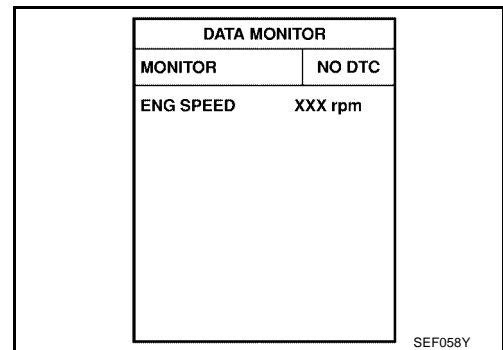 DATA MONITOR
MONITOR NO DTC
ENG SPEED XXX rpm
SEF058Y